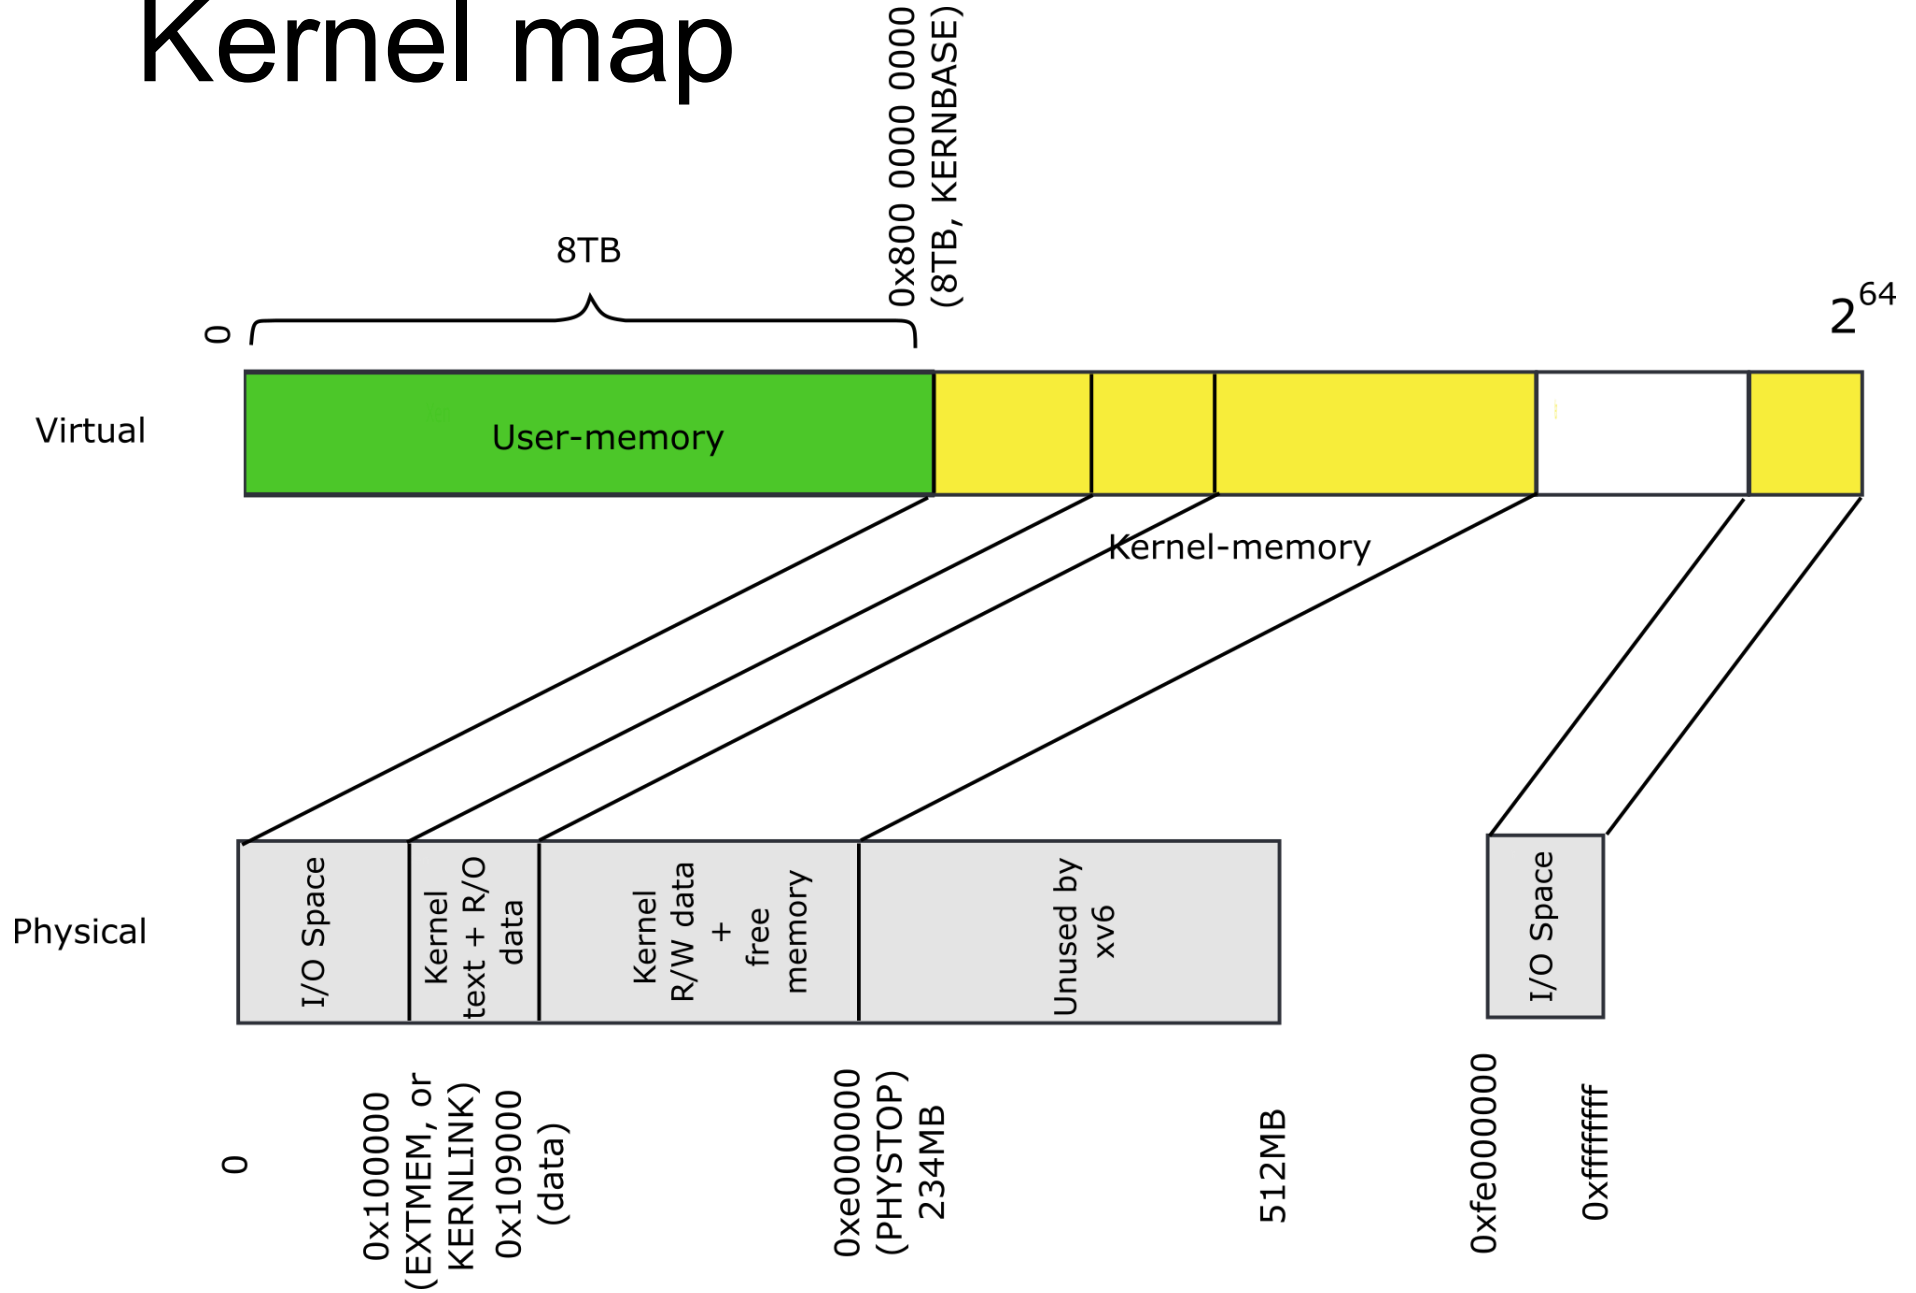 Kernel map
0x800 0000 0000
(8TB, KERNBASE)
8TB
0
2^64
Virtual
User-memory
Kernel-memory
Physical
I/O Space
Kernel
text + R/O
data
Kernel
R/W data
+
free
memory
Unused by
xv6
I/O Space
0
0x100000
(EXTMEM, or
KERNLINK)
0x109000
(data)
0xe000000
(PHYSTOP)
234MB
512MB
0xfe000000
0xffffffff